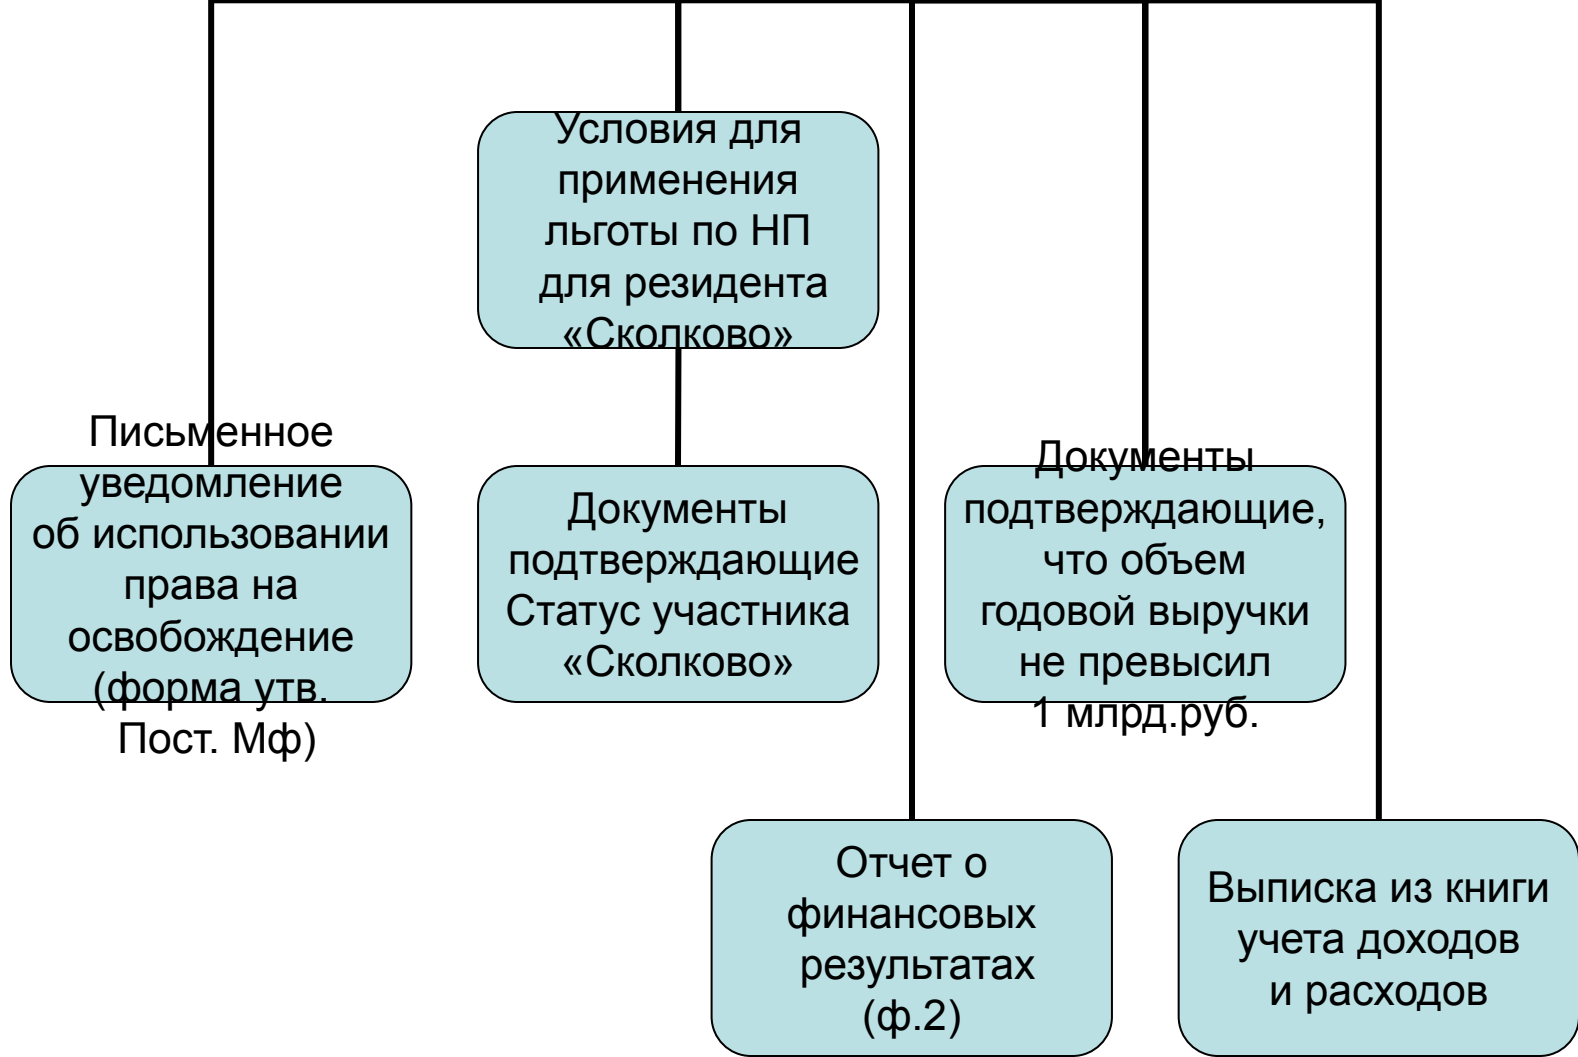 Условия для
применения
льготы по НП
для резидента
«Сколково»
Письменное
уведомление
об использовании
права на
освобождение
(форма утв.
Пост. Мф)
Документы
подтверждающие
Статус участника
«Сколково»
Документы
подтверждающие,
что объем
годовой выручки
не превысил
1 млрд.руб.
Отчет о
финансовых
результатах
(ф.2)
Выписка из книги
учета доходов
и расходов